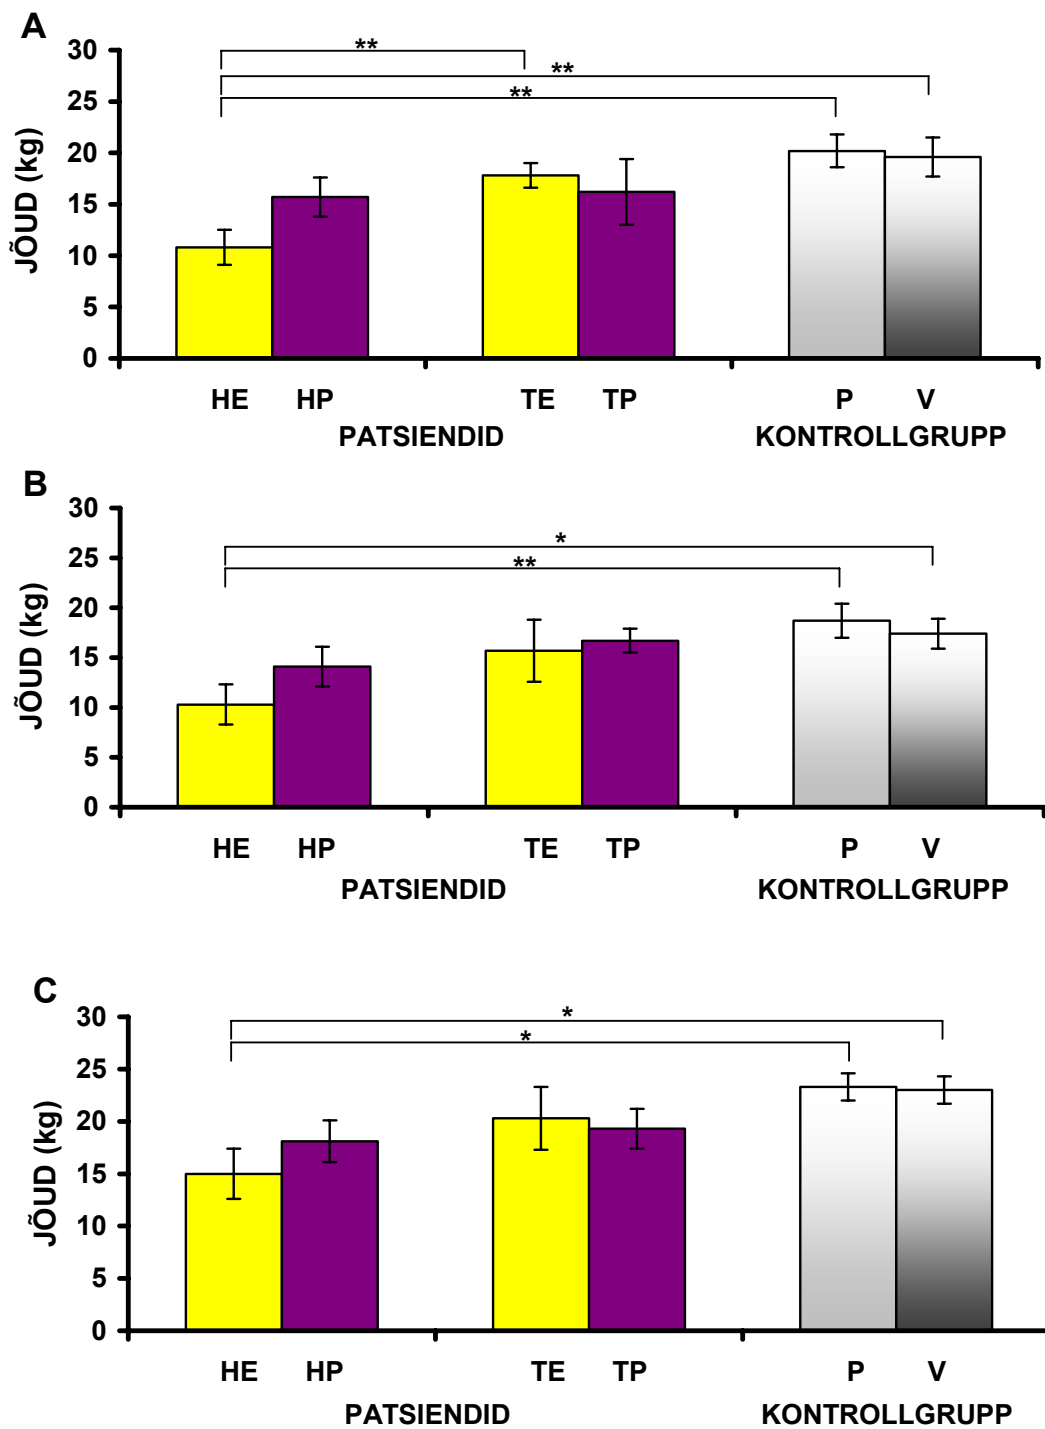 A
30
25
20
15
10
5
0
JÕUD (kg)
**
**
**
HE HP TE TP P V
PATSIENDID KONTROLLGRUPP
B
30
25
20
15
10
5
0
JÕUD (kg)
*
**
HE HP TE TP P V
PATSIENDID KONTROLLGRUPP
C
30
25
20
15
10
5
0
JÕUD (kg)
*
*
HE HP TE TP P V
PATSIENDID KONTROLLGRUPP